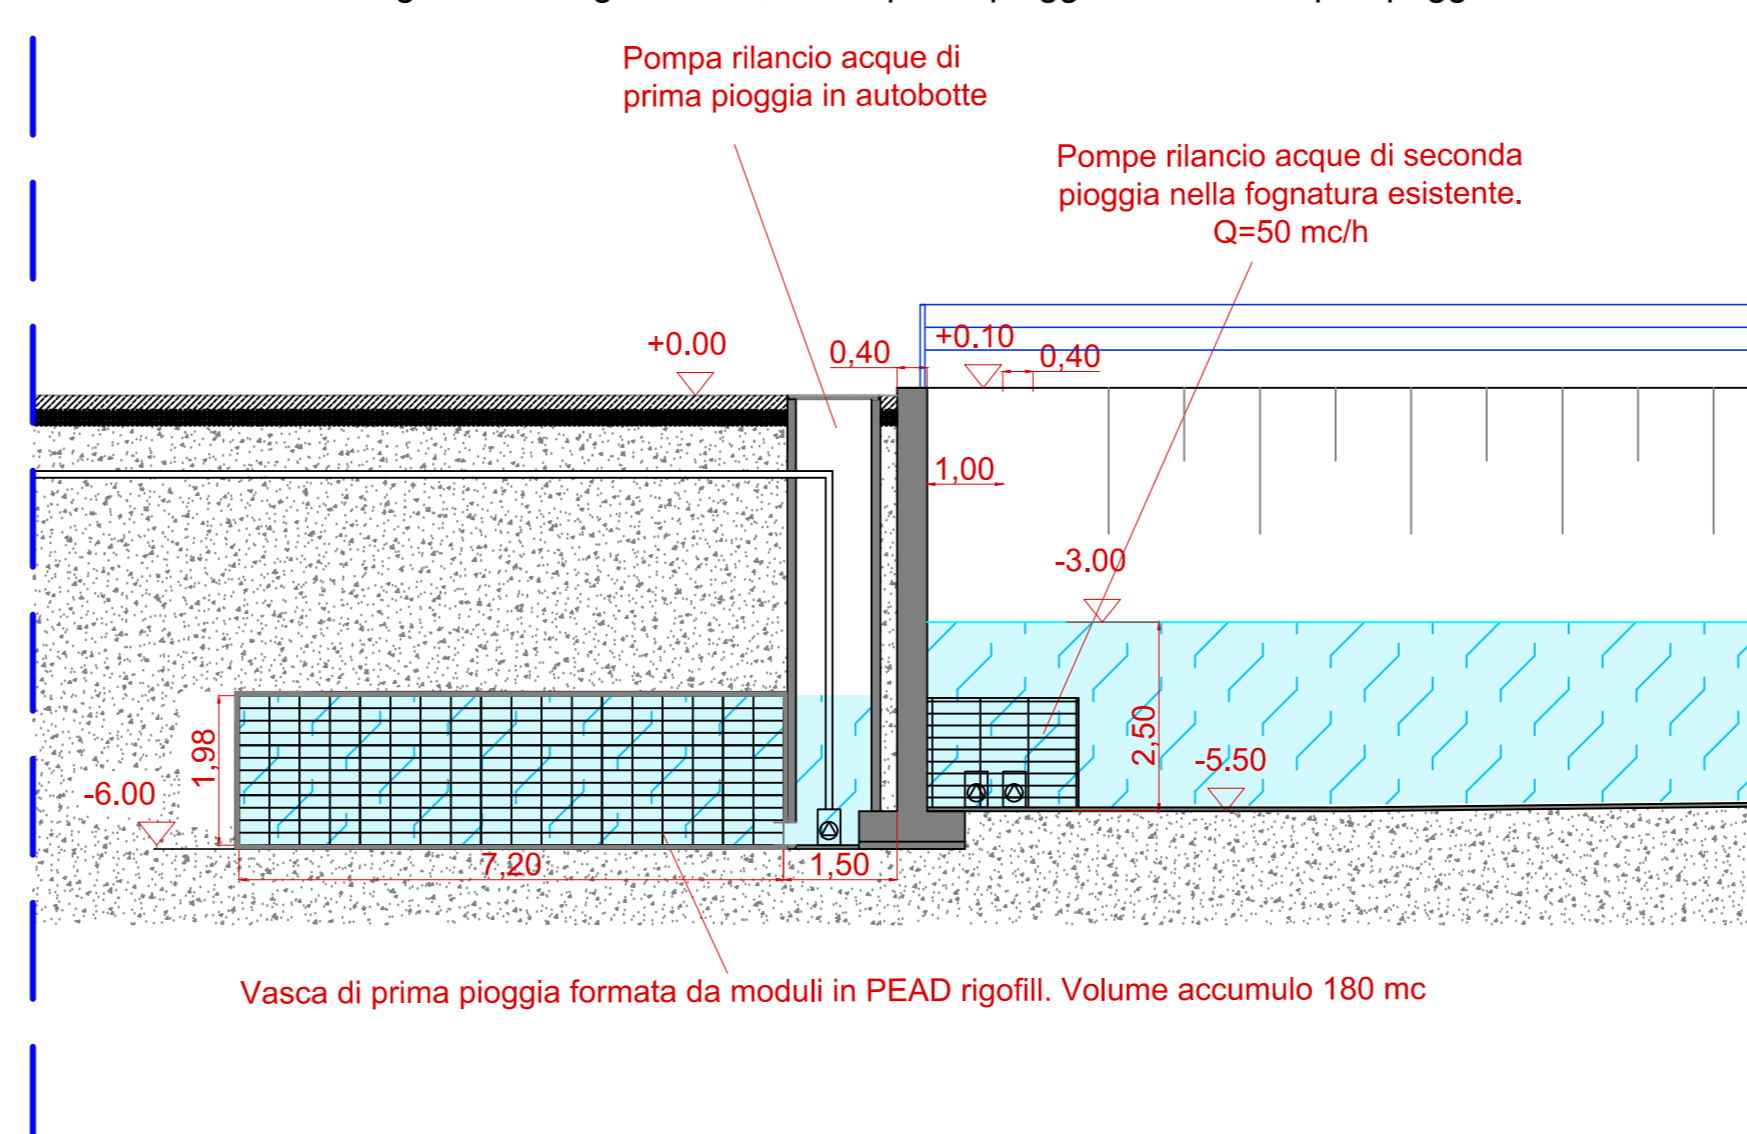 Pompa rilancio acque di
prima pioggia in autobotte
Pompe rilancio acque di seconda
pioggia nella fognatura esistente.
Q=50 mc/h
+0.00
0,40
+0.10
0,40
1,00
-3.00
1,98
2,50
-5.50
-6.00
7,20
1,50
Vasca di prima pioggia formata da moduli in PEAD rigofill. Volume accumulo 180 mc